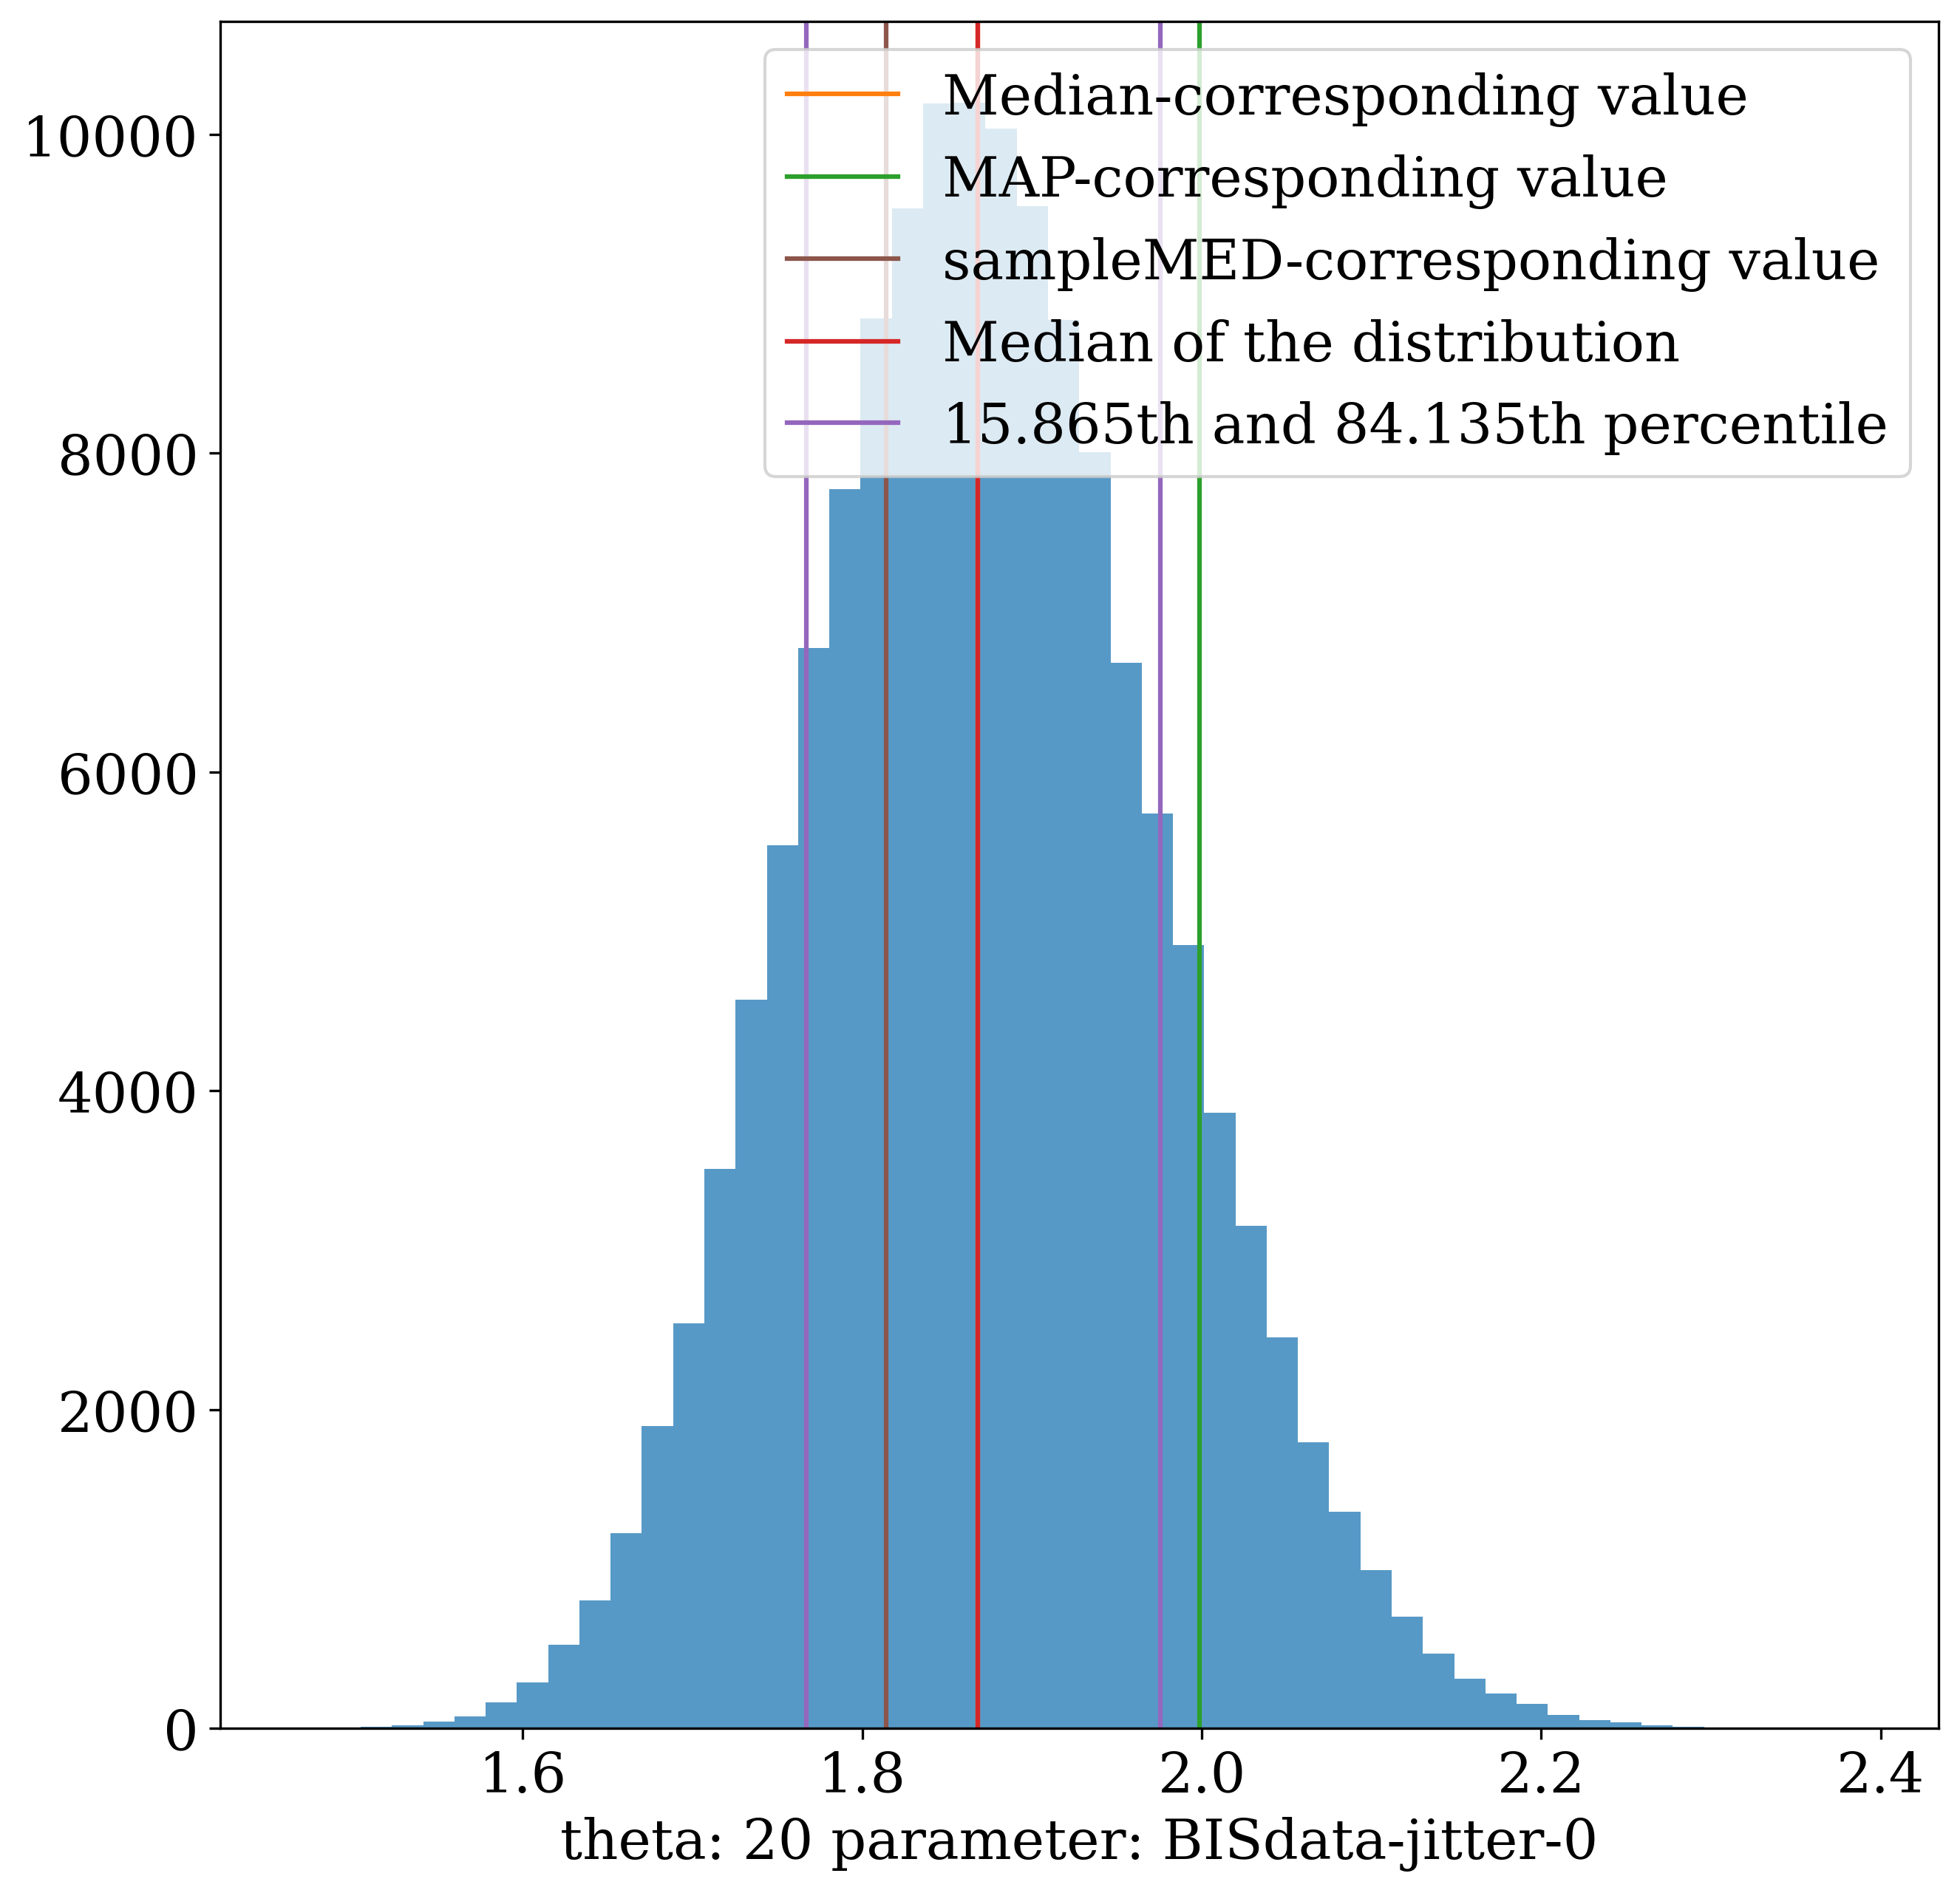 10000
8000
6000
4000
2000
0
Median-corresponding value
MAP-corresponding value
sampleMED-corresponding value
Median of the distribution
15.865th and 84.135th percentile
1.6 1.8 2.0 2.2 2.4
theta: 20 parameter: BISdata-jitter-0